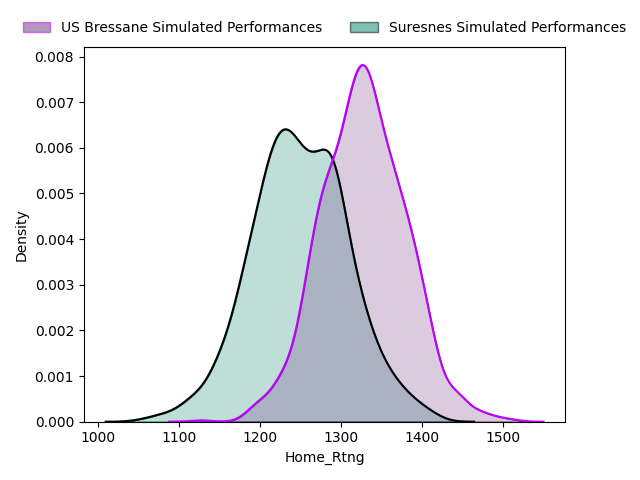 US Bressane Simulated Performances Suresnes Simulated Performances
0.008
0.007
0.006
0.005
0.004
0.003
0.002
0.001
0.000
Density
1000 1100 1200 1300 1400 1500
Home_Rtng